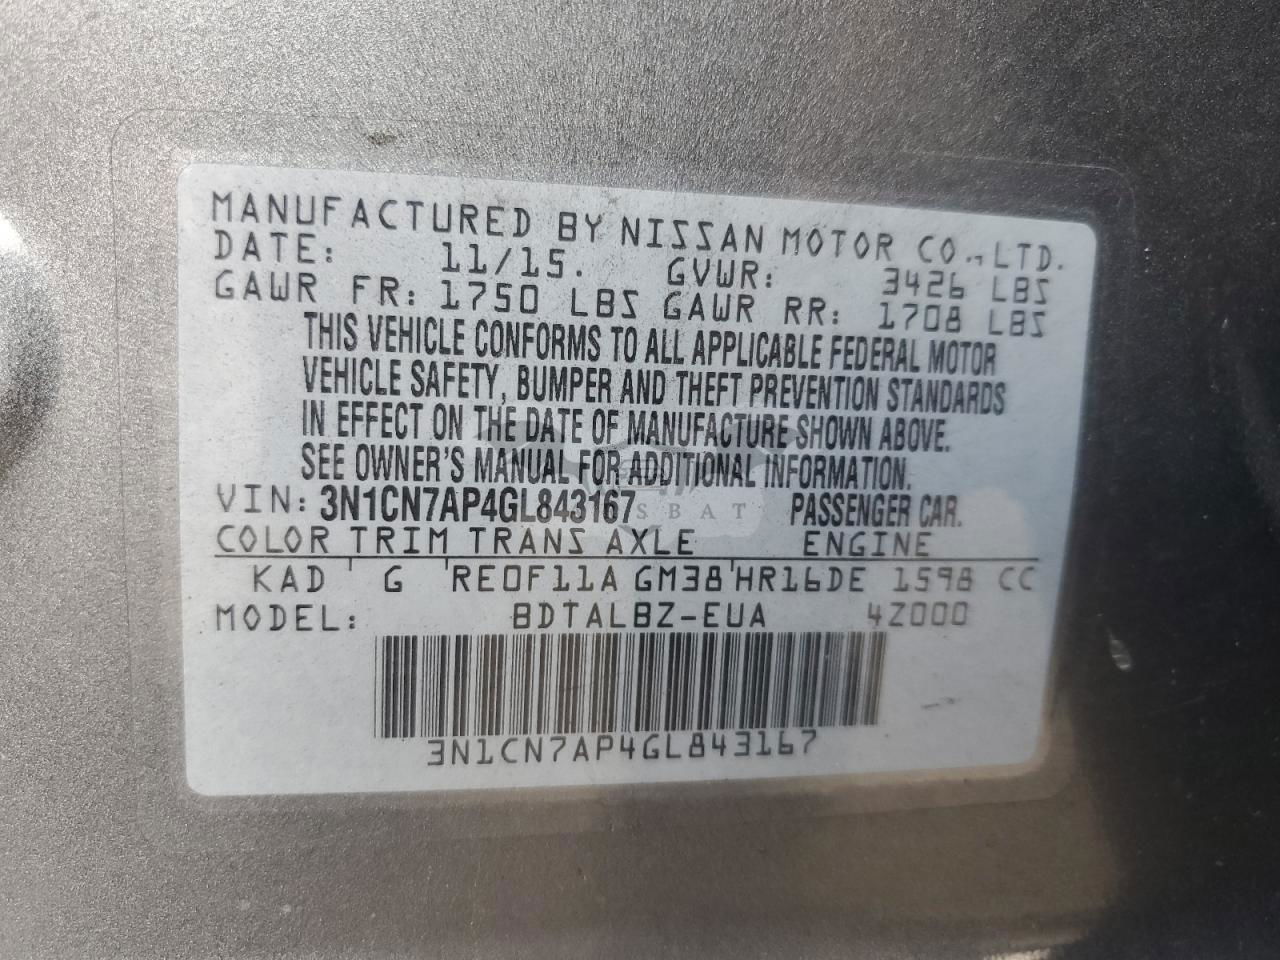 MANUFACTURED BY NISSAN MOTOR CO., LTD.
DATE: 11/15. GVWR: 3426 LBS
GAWR FR: 1750 LBS GAWR RR: 1708 LBS
THIS VEHICLE CONFORMS TO ALL APPLICABLE FEDERAL MOTOR
VEHICLE SAFETY, BUMPER AND THEFT PREVENTION STANDARDS
IN EFFECT ON THE DATE OF MANUFACTURE SHOWN ABOVE.
SEE OWNER'S MANUAL FOR ADDITIONAL INFORMATION.
VIN: 3N1CN7AP4GL843167 PASSENGER CAR.
COLOR TRIM TRANS AXLE ENGINE
KAD G RE0F11A GM38 HR16DE 1598 CC
MODEL: BDTALBZ-EUA 4Z000
3N1CN7AP4GL843167